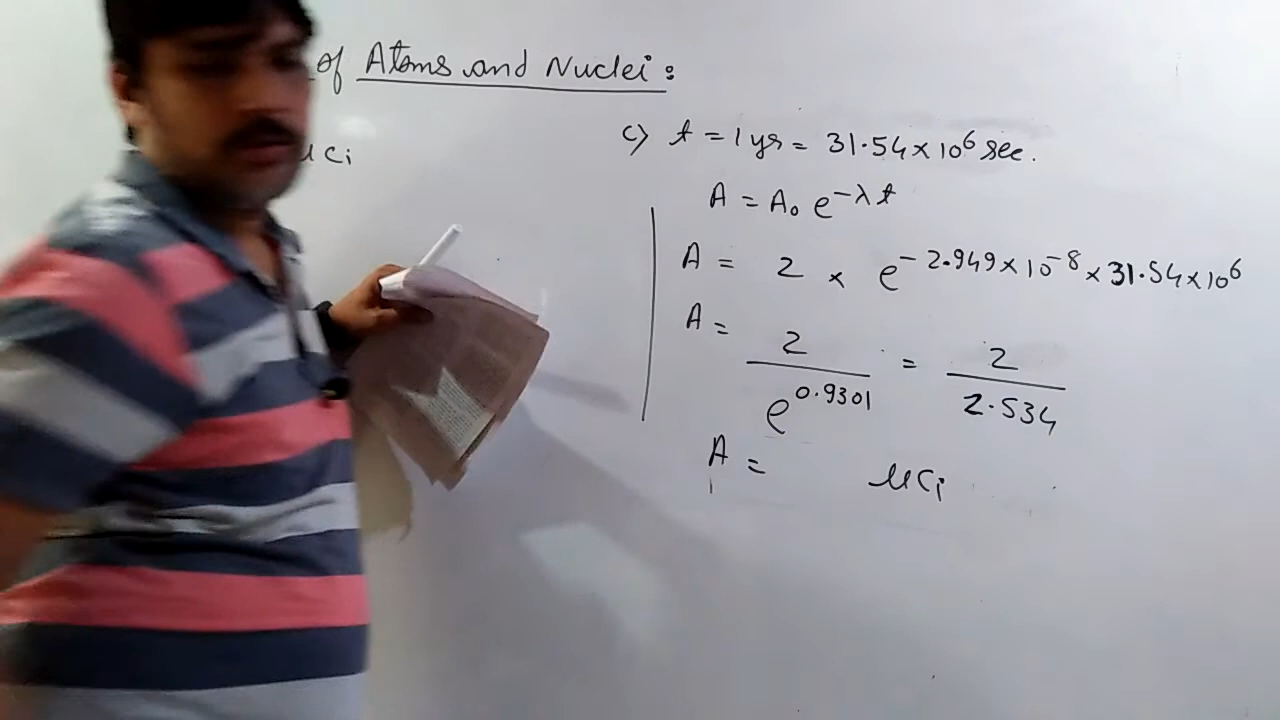 of Atoms and Nuclei:
μCi
c) t = 1 yr = 31.54×10⁶ sec.
A = A₀ e^{-λt}
A = 2 × e^{-2.949×10⁻⁸×31.54×10⁶}
A = 2/e^{0.9301} = 2/2.534
A = μCi